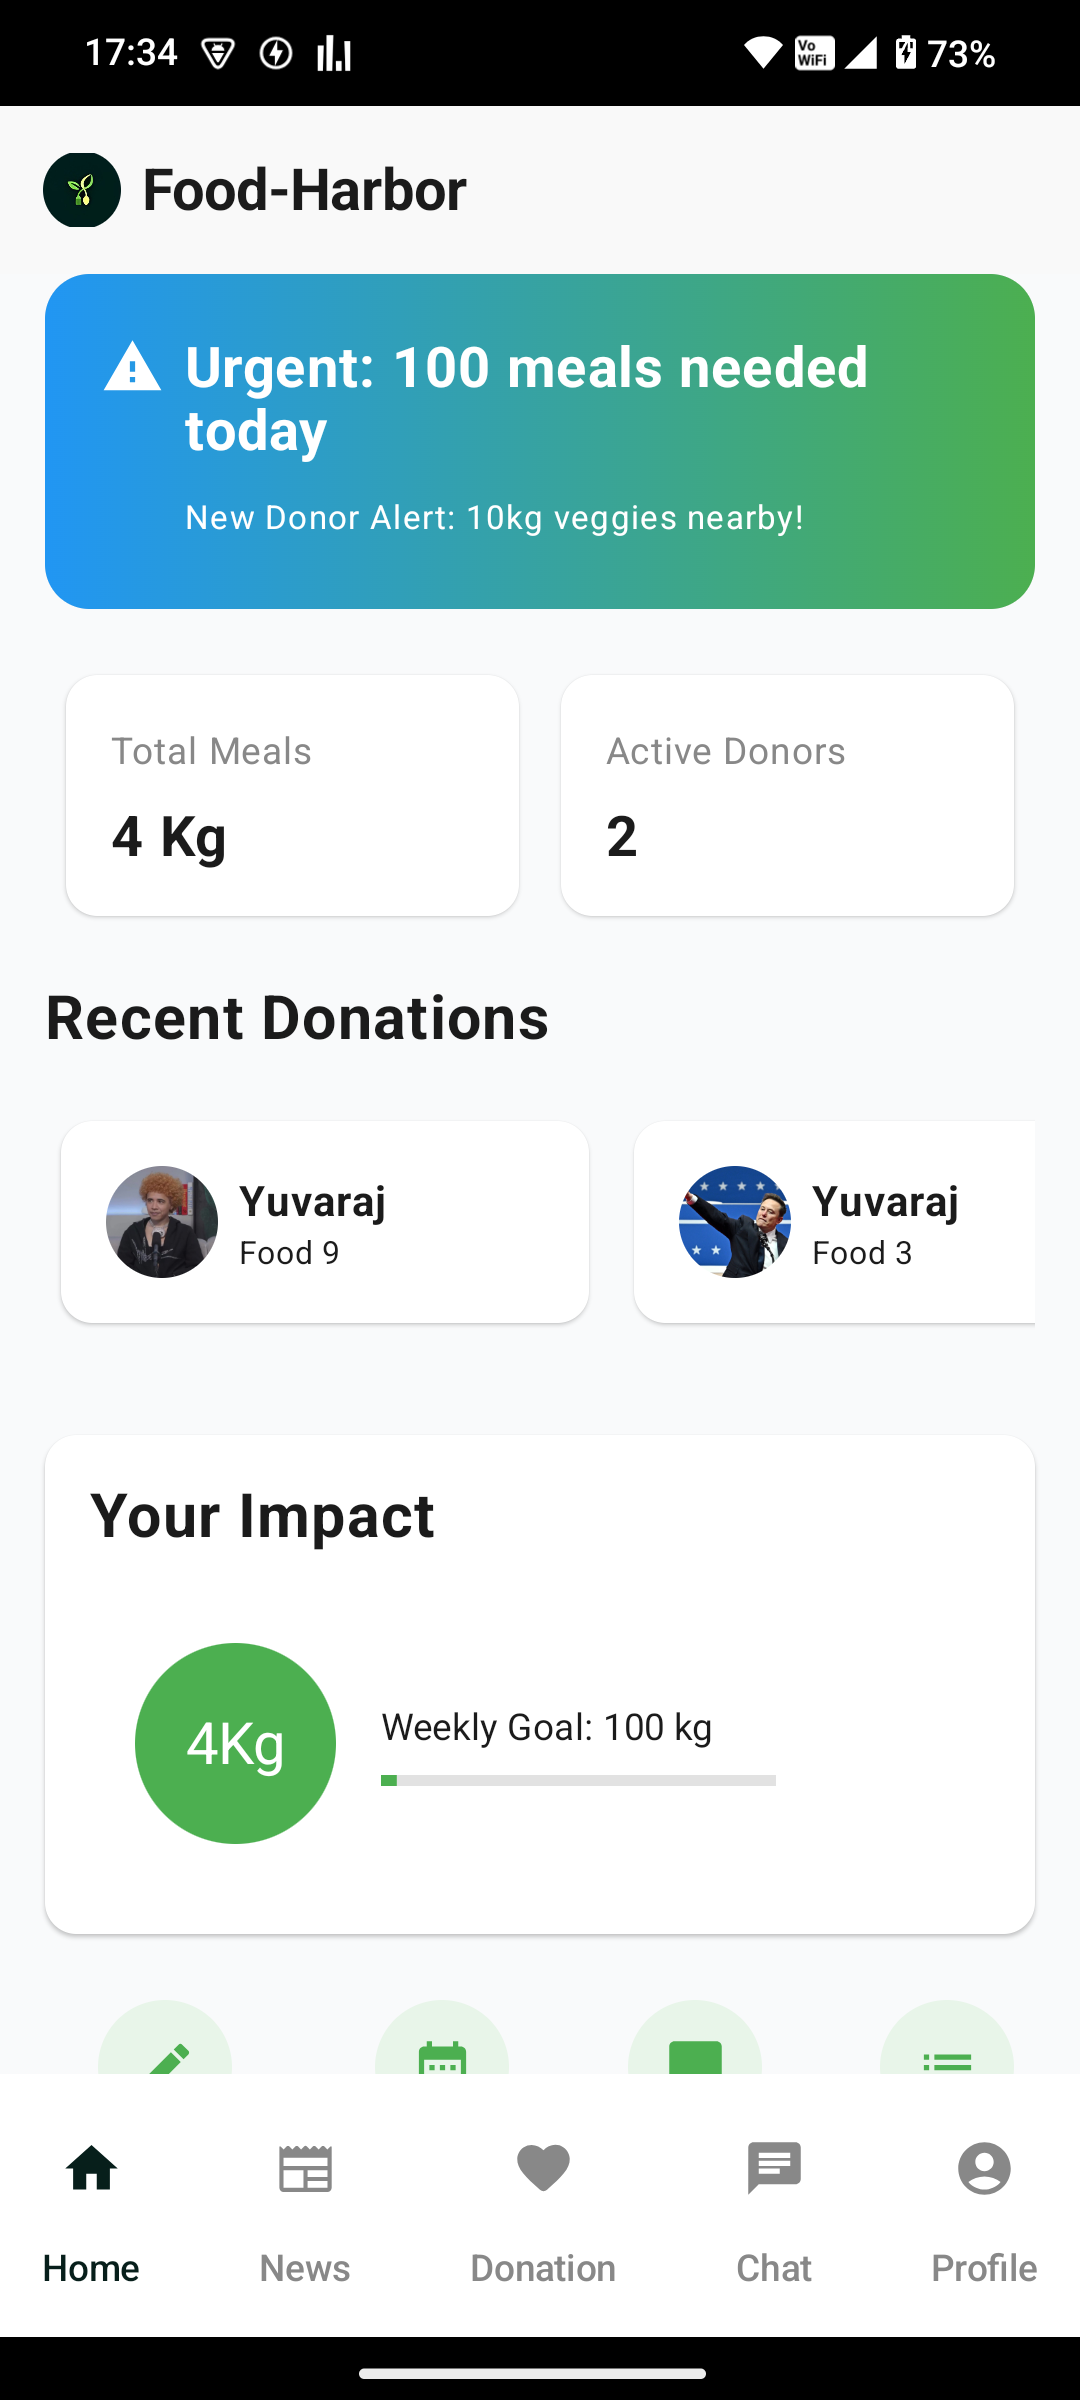 17:34
Vo WiFi
73%
Food-Harbor
Urgent: 100 meals needed
today
New Donor Alert: 10kg veggies nearby!
Total Meals
4 Kg
Active Donors
2
Recent Donations
Yuvaraj
Food 9
Yuvaraj
Food 3
Your Impact
4Kg
Weekly Goal: 100 kg
Home
News
Donation
Chat
Profile